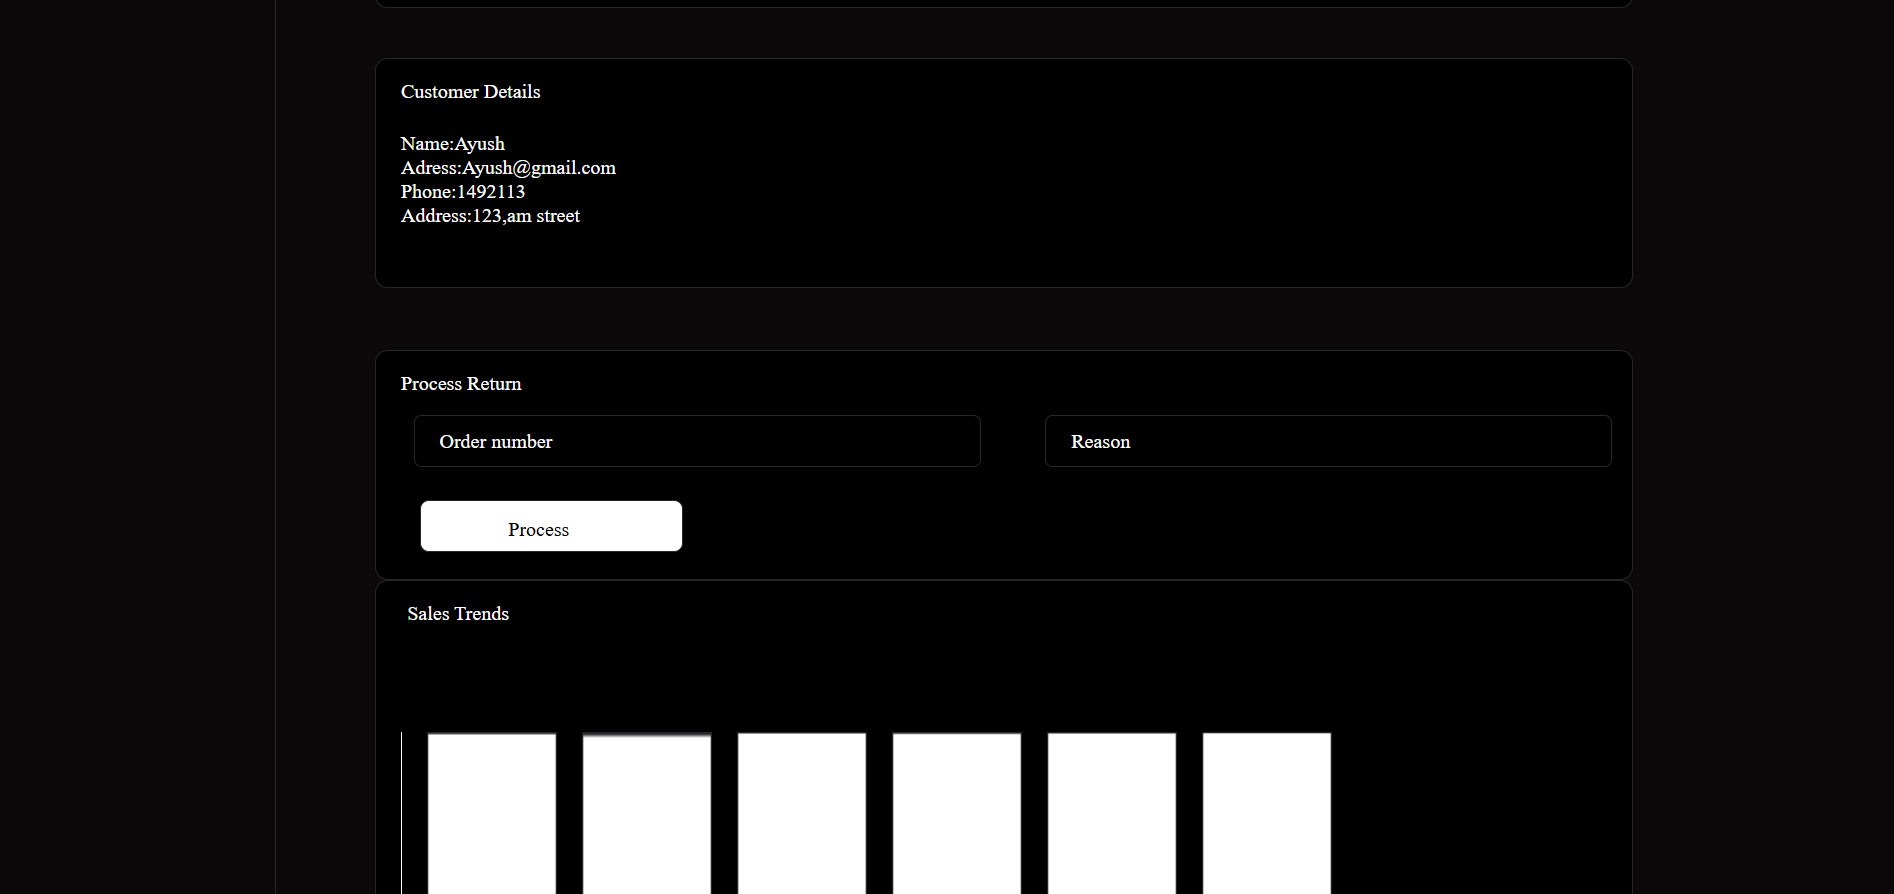 Customer Details
Name:Ayush
Adress:Ayush@gmail.com
Phone:1492113
Address:123,am street
Process Return
Order number
Reason
Process
Sales Trends